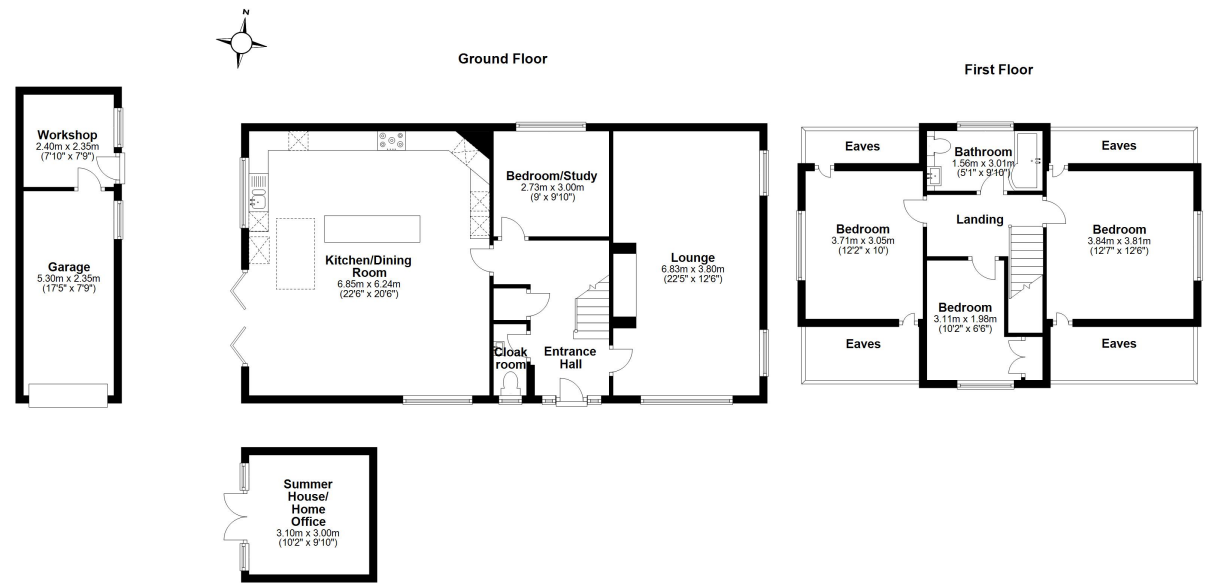 N
Ground Floor
First Floor
Workshop
2.40m x 2.35m
(7'10" x 7'9")
Garage
5.30m x 2.35m
(17'5" x 7'9")
Kitchen/Dining
Room
6.85m x 6.24m
(22'6" x 20'6")
Bedroom/Study
2.73m x 3.00m
(9' x 9'10")
Lounge
6.83m x 3.80m
(22'5" x 12'6")
Cloak
room
Entrance
Hall
Summer
House/
Home
Office
3.10m x 3.00m
(10'2" x 9'10")
Eaves
Bathroom
1.56m x 3.01m
(5'1" x 9'10")
Eaves
Landing
Bedroom
3.71m x 3.05m
(12'2" x 10')
Bedroom
3.84m x 3.81m
(12'7" x 12'6")
Bedroom
3.11m x 1.98m
(10'2" x 6'6")
Eaves
Eaves